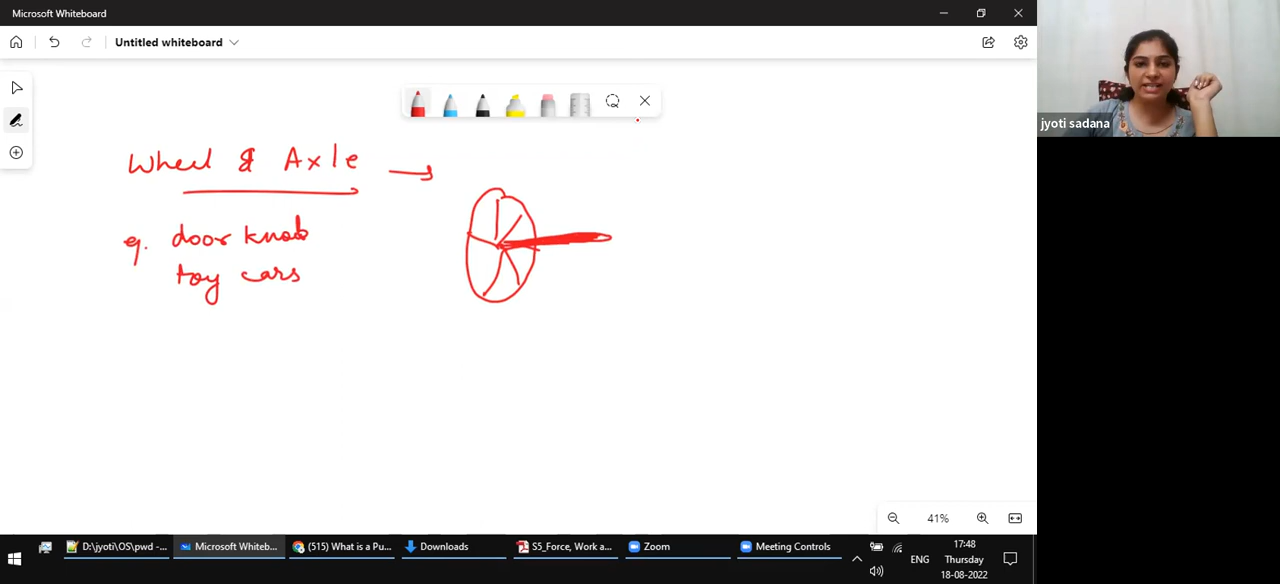 Microsoft Whiteboard
Untitled whiteboard
jyoti sadana
Wheel & Axle →
eg. door knob
toy cars
41%
D:\jyoti\OS\pwd -...
Microsoft Whiteb...
(515) What is a Pu...
Downloads
S5_Force, Work a...
Zoom
Meeting Controls
ENG
17:48
Thursday
18-08-2022